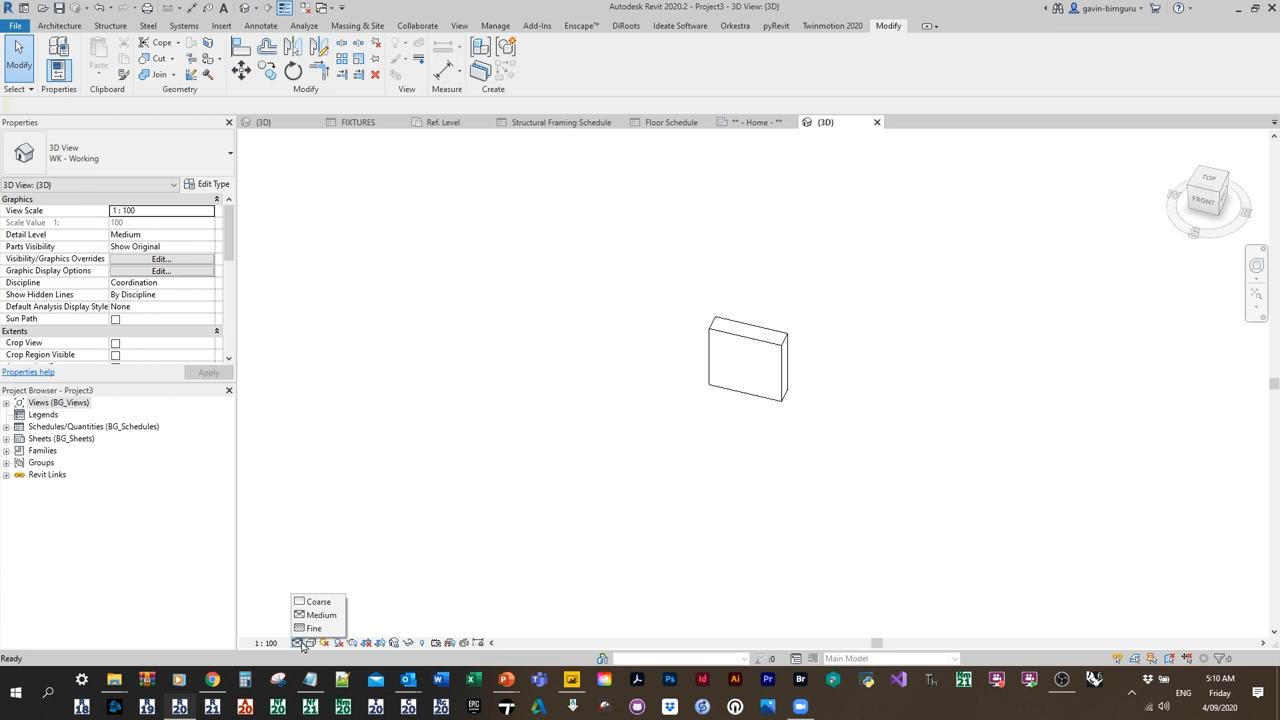 Autodesk Revit 2020.2 - Project3 - 3D View: {3D}
gavin-bimguru
File Architecture Structure Steel Systems Insert Annotate Analyze Massing & Site Collaborate View Manage Add-Ins Enscape™ DiRoots Ideate Software Orkestra pyRevit Twinmotion 2020 Modify
Modify Paste Cope Cut Join
Select Properties Clipboard Geometry Modify View Measure Create
Properties
{3D} FIXTURES Ref. Level Structural Framing Schedule Floor Schedule ** - Home - ** {3D}
3D View
WK - Working
3D View: {3D} Edit Type
Graphics
View Scale 1 : 100
Scale Value 1: 100
Detail Level Medium
Parts Visibility Show Original
Visibility/Graphics Overrides Edit...
Graphic Display Options Edit...
Discipline Coordination
Show Hidden Lines By Discipline
Default Analysis Display Style None
Sun Path
Extents
Crop View
Crop Region Visible
Properties help Apply
Project Browser - Project3
Views (BG_Views)
Legends
Schedules/Quantities (BG_Schedules)
Sheets (BG_Sheets)
Families
Groups
Revit Links
TOP
FRONT
W
E
S
Coarse
Medium
Fine
1 : 100
Ready :0 Main Model :0
5:10 AM
ENG Friday
4/09/2020